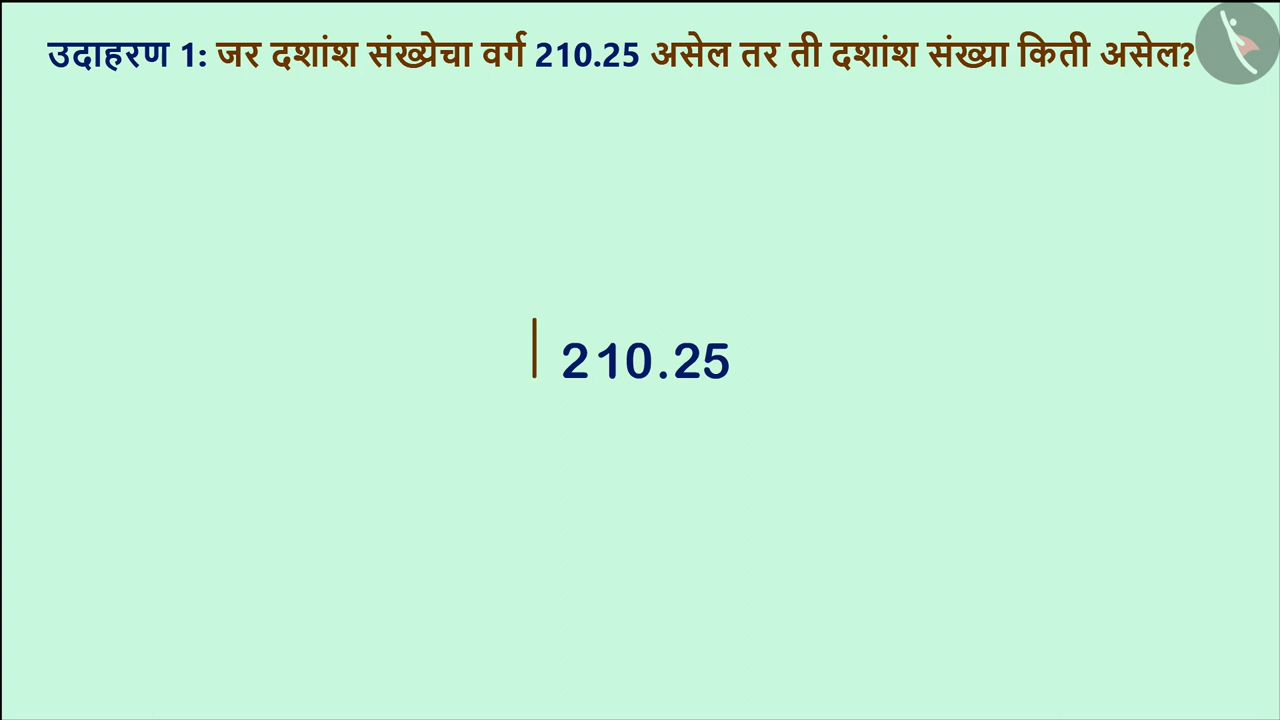 उदाहरण 1: जर दशांश संख्येचा वर्ग 210.25 असेल तर ती दशांश संख्या किती असेल?
210.25